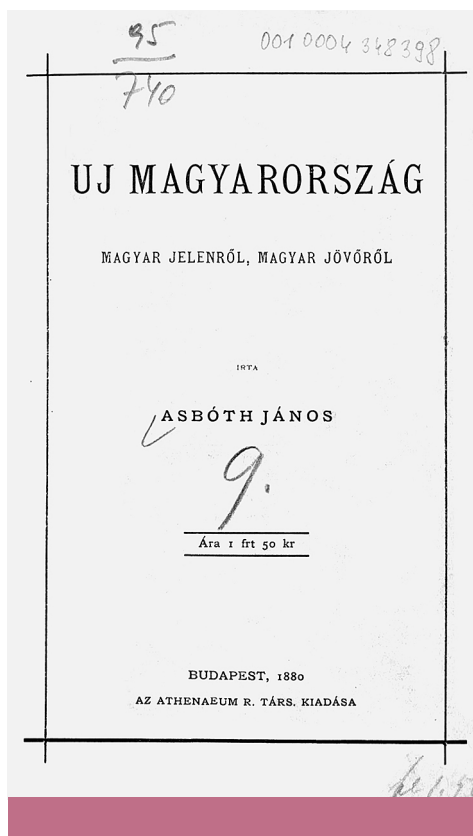 95
740
001 0004 348398
UJ MAGYARORSZÁG
MAGYAR JELENRŐL, MAGYAR JÖVŐRŐL
IRTA
ASBÓTH JÁNOS
9.
Ára 1 frt 50 kr
BUDAPEST, 1880
AZ ATHENAEUM R. TÁRS. KIADÁSA